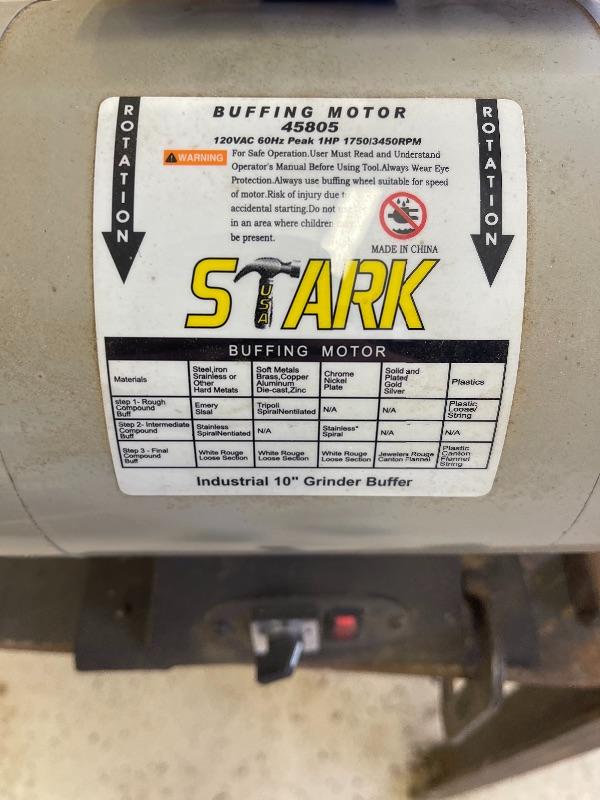 BUFFING MOTOR
45805
120VAC 60Hz Peak 1HP 1750/3450RPM
ROTATION
ROTATION
WARNING
For Safe Operation.User Must Read and Understand
Operator's Manual Before Using Tool.Always Wear Eye
Protection.Always use buffing wheel suitable for speed
of motor.Risk of injury due
accidental starting.Do not
in an area where children
be present.
MADE IN CHINA
STARK
USA
BUFFING MOTOR
Materials
Steel,iron
Srainless or
Other
Hard Metats
Soft Metals
Brass,Copper
Aluminum
Die-cast,Zinc
Chrome
Nickel
Plate
Solid and
Plated
Gold
Silver
Plastics
step 1- Rough
Compound
Buff
Emery
Sisal
Tripoli
SpiralNentilated
N/A
N/A
Plastic
Looser
String
Step 2- Intermediate
Compound
Buff
Stainless
SpiralNentiated
N/A
Stainless"
Spiral
N/A
N/A
Step 3 - Final
Compound
Buff
White Rouge
Loose Section
White Rouge
Loose Section
White Rouge
Loose Section
Jewelers Rouge
Canton Flannel
Plastic
Canton
Flannel
String
Industrial 10" Grinder Buffer